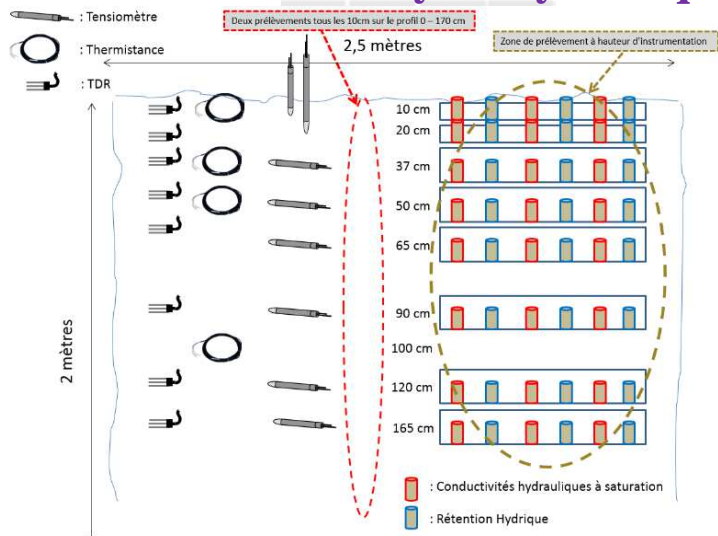 : Tensiomètre
: Thermistance
: TDR
Deux prélèvements tous les 10cm sur le profil 0 – 170 cm
2,5 mètres
Zone de prélèvement à hauteur d'instrumentation
2 mètres
10 cm
20 cm
37 cm
50 cm
65 cm
90 cm
100 cm
120 cm
165 cm
: Conductivités hydrauliques à saturation
: Rétention Hydrique